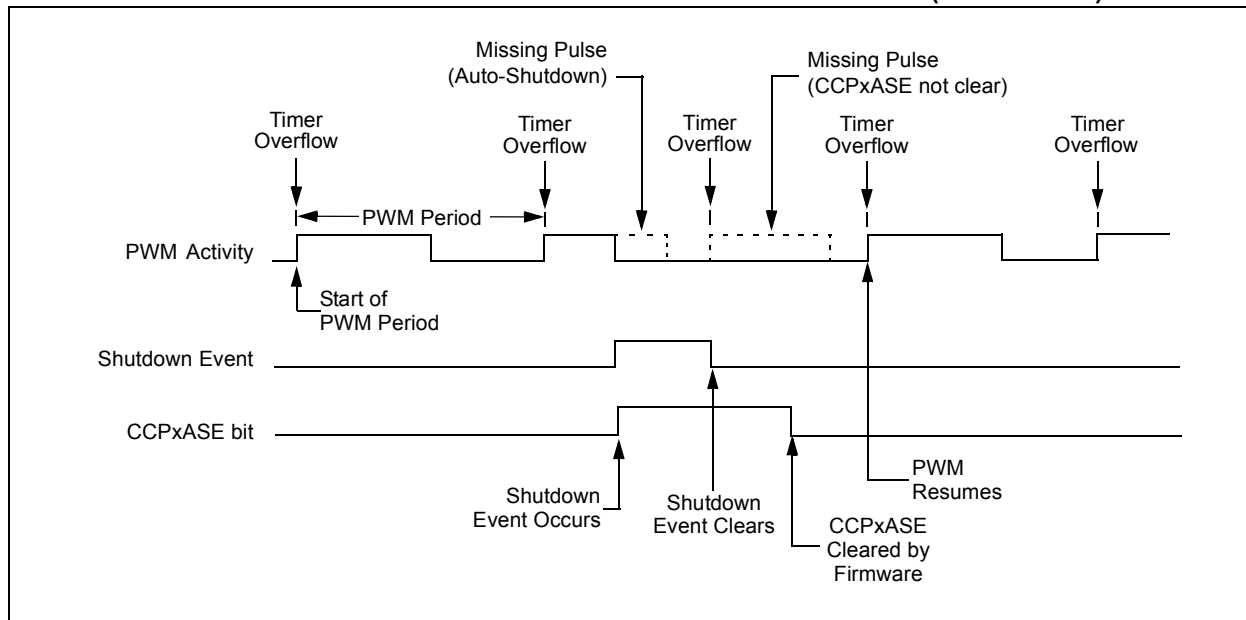 Missing Pulse
(Auto-Shutdown)
Missing Pulse
(CCPxASE not clear)
Timer
Overflow
Timer
Overflow
Timer
Overflow
Timer
Overflow
Timer
Overflow
PWM Period
PWM Activity
Start of
PWM Period
Shutdown Event
CCPxASE bit
Shutdown
Event Occurs
Shutdown
Event Clears
PWM
Resumes
CCPxASE
Cleared by
Firmware